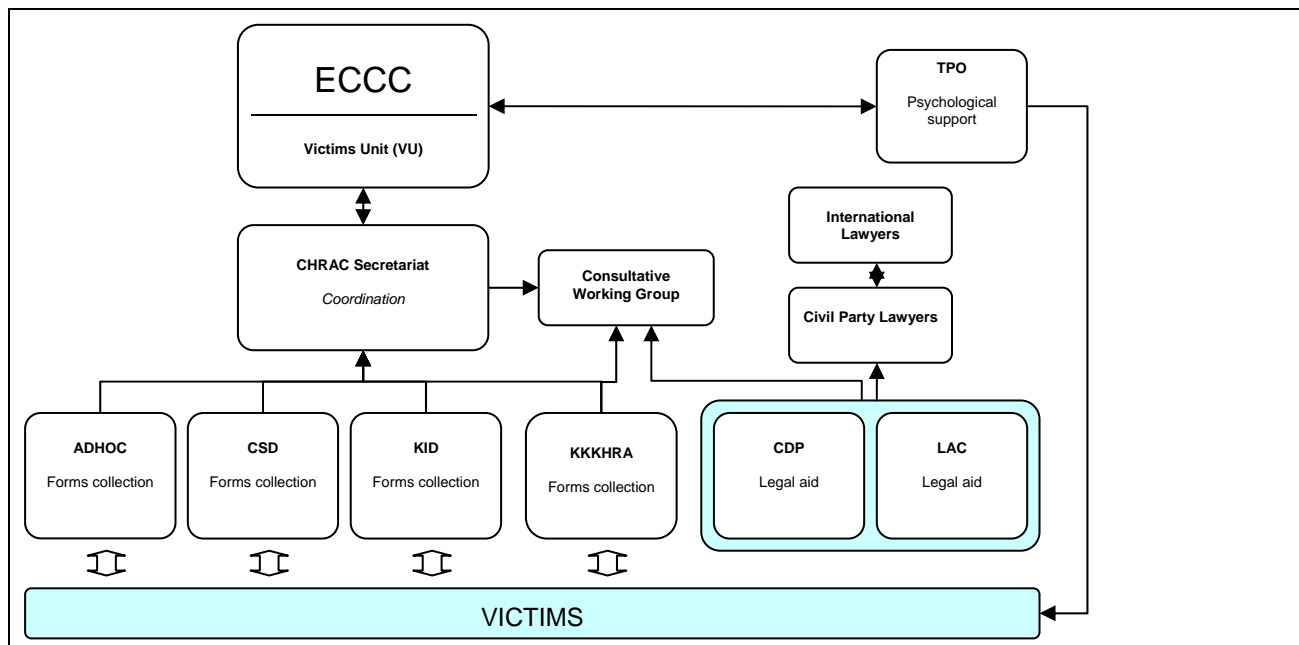 ECCC
Victims Unit (VU)
TPO
Psychological
support
International
Lawyers
CHRAC Secretariat
Coordination
Consultative
Working Group
Civil Party Lawyers
ADHOC
Forms collection
CSD
Forms collection
KID
Forms collection
KKKHRA
Forms collection
CDP
Legal aid
LAC
Legal aid
VICTIMS